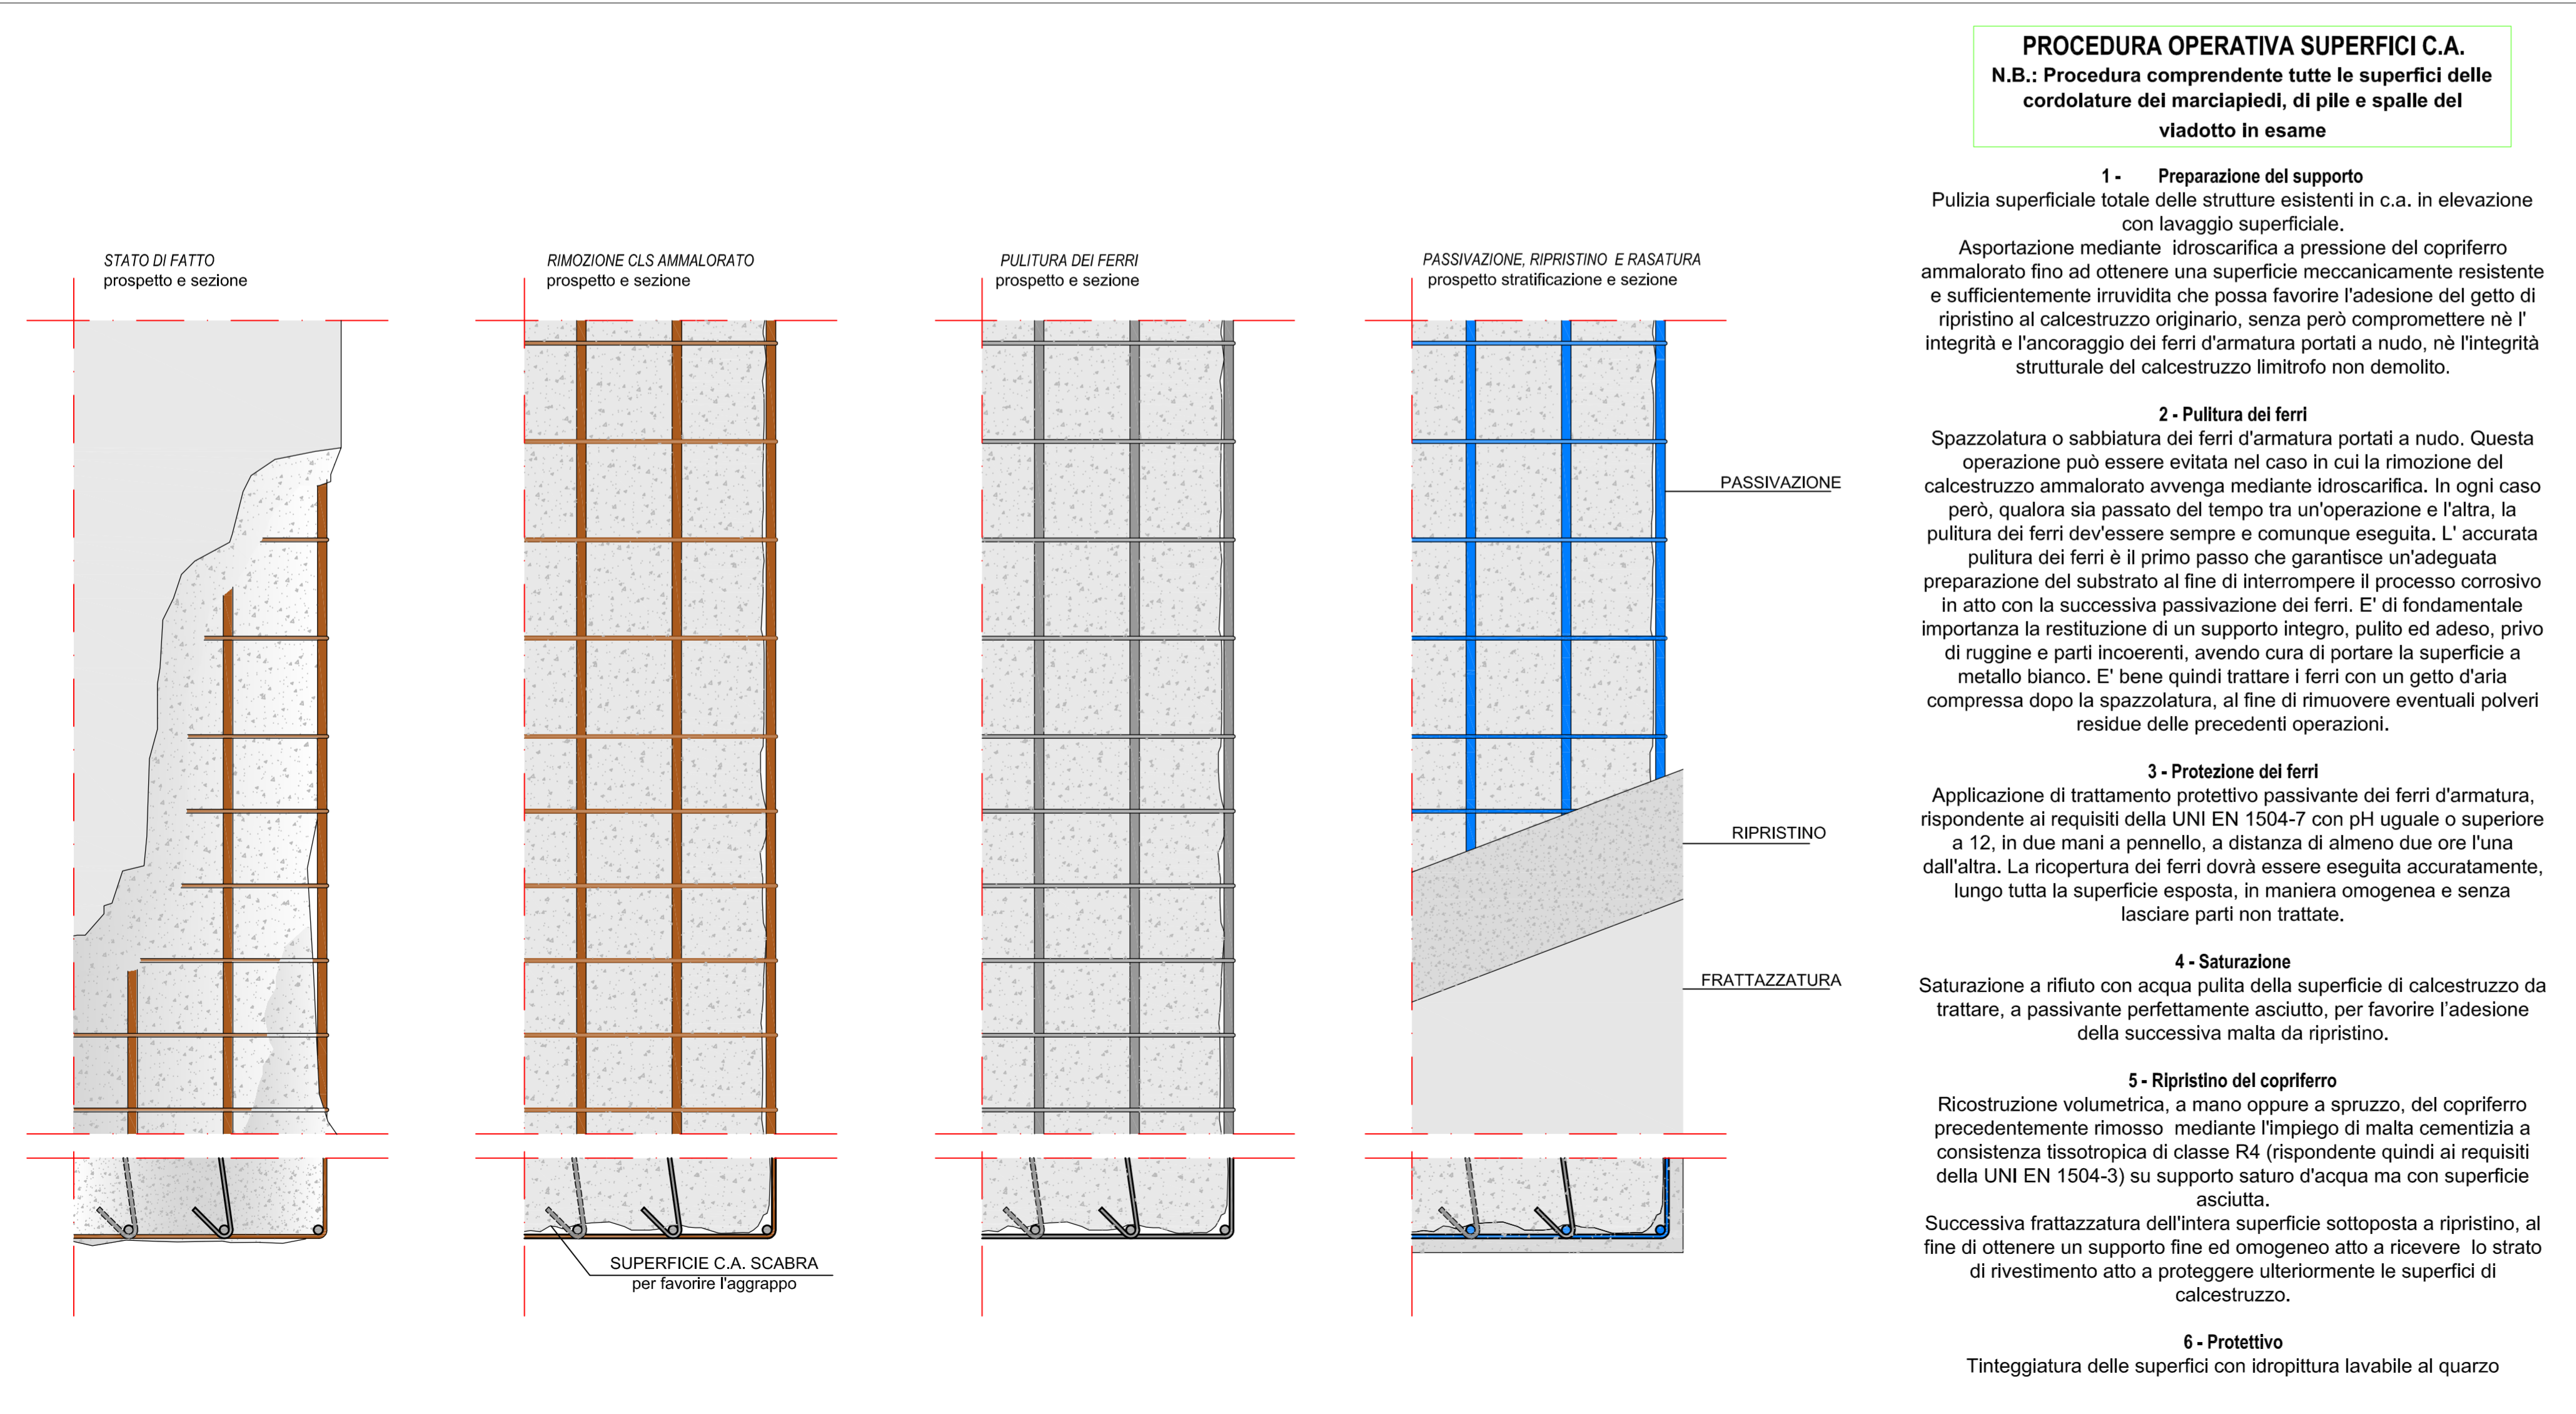 PROCEDURA OPERATIVA SUPERFICI C.A.
N.B.: Procedura comprendente tutte le superfici delle
cordolature dei marciapiedi, di pile e spalle del
viadotto in esame
STATO DI FATTO
prospetto e sezione
RIMOZIONE CLS AMMALORATO
prospetto e sezione
PULITURA DEI FERRI
prospetto e sezione
PASSIVAZIONE, RIPRISTINO E RASATURA
prospetto stratificazione e sezione
PASSIVAZIONE
RIPRISTINO
FRATTAZZATURA
SUPERFICIE C.A. SCABRA
per favorire l'aggrappo
1 - Preparazione del supporto
Pulizia superficiale totale delle strutture esistenti in c.a. in elevazione
con lavaggio superficiale.
Asportazione mediante idroscarifica a pressione del copriferro
ammalorato fino ad ottenere una superficie meccanicamente resistente
e sufficientemente irruvidita che possa favorire l'adesione del getto di
ripristino al calcestruzzo originario, senza però compromettere nè l'
integrità e l'ancoraggio dei ferri d'armatura portati a nudo, nè l'integrità
strutturale del calcestruzzo limitrofo non demolito.
2 - Pulitura dei ferri
Spazzolatura o sabbiatura dei ferri d'armatura portati a nudo. Questa
operazione può essere evitata nel caso in cui la rimozione del
calcestruzzo ammalorato avvenga mediante idroscarifica. In ogni caso
però, qualora sia passato del tempo tra un'operazione e l'altra, la
pulitura dei ferri dev'essere sempre e comunque eseguita. L' accurata
pulitura dei ferri è il primo passo che garantisce un'adeguata
preparazione del substrato al fine di interrompere il processo corrosivo
in atto con la successiva passivazione dei ferri. E' di fondamentale
importanza la restituzione di un supporto integro, pulito ed adeso, privo
di ruggine e parti incoerenti, avendo cura di portare la superficie a
metallo bianco. E' bene quindi trattare i ferri con un getto d'aria
compressa dopo la spazzolatura, al fine di rimuovere eventuali polveri
residue delle precedenti operazioni.
3 - Protezione dei ferri
Applicazione di trattamento protettivo passivante dei ferri d'armatura,
rispondente ai requisiti della UNI EN 1504-7 con pH uguale o superiore
a 12, in due mani a pennello, a distanza di almeno due ore l'una
dall'altra. La ricopertura dei ferri dovrà essere eseguita accuratamente,
lungo tutta la superficie esposta, in maniera omogenea e senza
lasciare parti non trattate.
4 - Saturazione
Saturazione a rifiuto con acqua pulita della superficie di calcestruzzo da
trattare, a passivante perfettamente asciutto, per favorire l’adesione
della successiva malta da ripristino.
5 - Ripristino del copriferro
Ricostruzione volumetrica, a mano oppure a spruzzo, del copriferro
precedentemente rimosso mediante l'impiego di malta cementizia a
consistenza tissotropica di classe R4 (rispondente quindi ai requisiti
della UNI EN 1504-3) su supporto saturo d'acqua ma con superficie
asciutta.
Successiva frattazzatura dell'intera superficie sottoposta a ripristino, al
fine di ottenere un supporto fine ed omogeneo atto a ricevere lo strato
di rivestimento atto a proteggere ulteriormente le superfici di
calcestruzzo.
6 - Protettivo
Tinteggiatura delle superfici con idropittura lavabile al quarzo